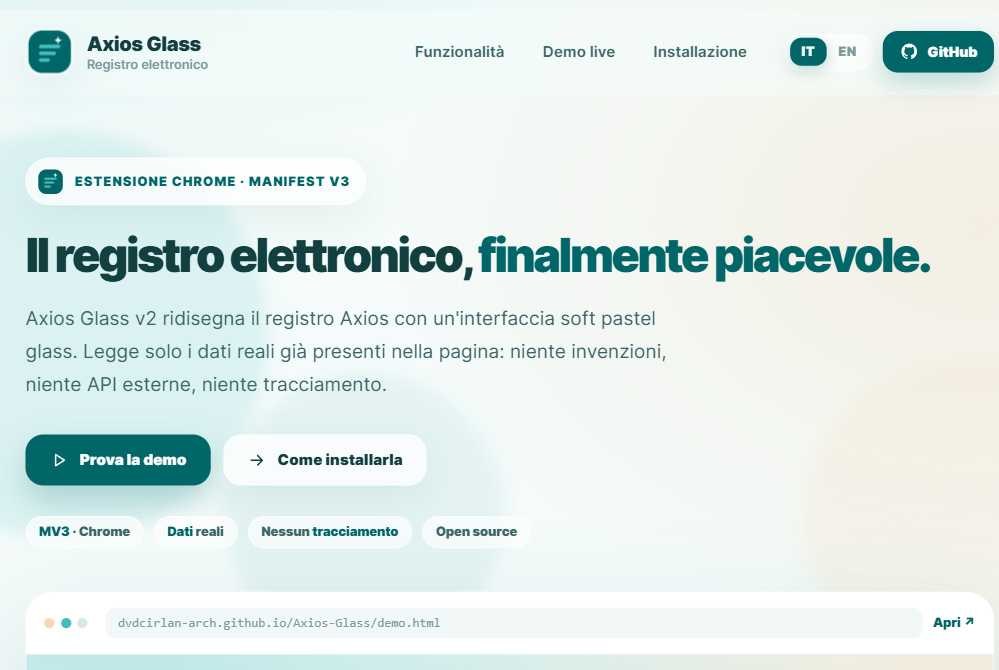 Axios Glass
Registro elettronico
Funzionalità
Demo live
Installazione
IT
EN
GitHub
ESTENSIONE CHROME · MANIFEST V3
Il registro elettronico, finalmente piacevole.
Axios Glass v2 ridisegna il registro Axios con un'interfaccia soft pastel
glass. Legge solo i dati reali già presenti nella pagina: niente invenzioni,
niente API esterne, niente tracciamento.
Prova la demo
Come installarla
MV3 · Chrome
Dati reali
Nessun tracciamento
Open source
dvdcirlan-arch.github.io/Axios-Glass/demo.html
Apri ↗